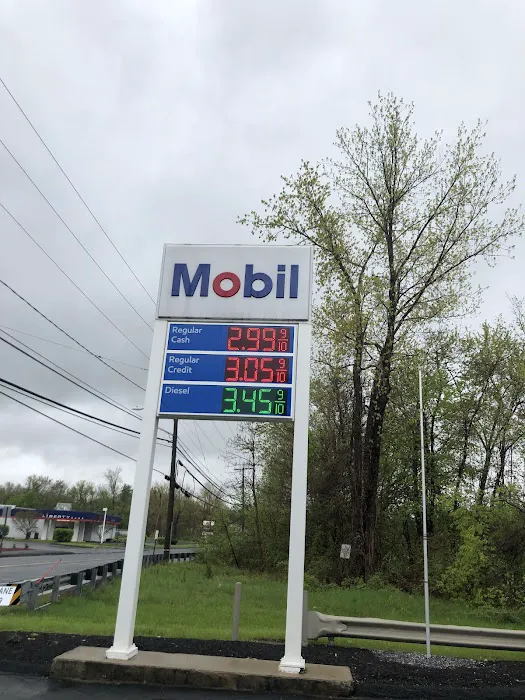 Mobil
Regular
Cash
2.99 9/10
Regular
Credit
3.05 9/10
Diesel
3.45 9/10
LIBERTY